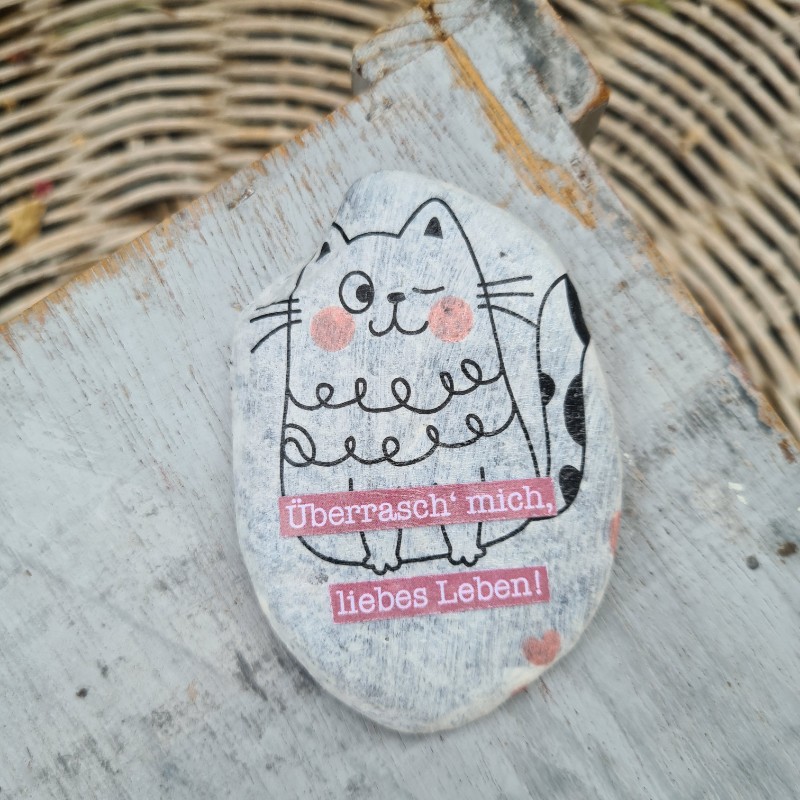 Überrasch‘ mich,
liebes Leben!